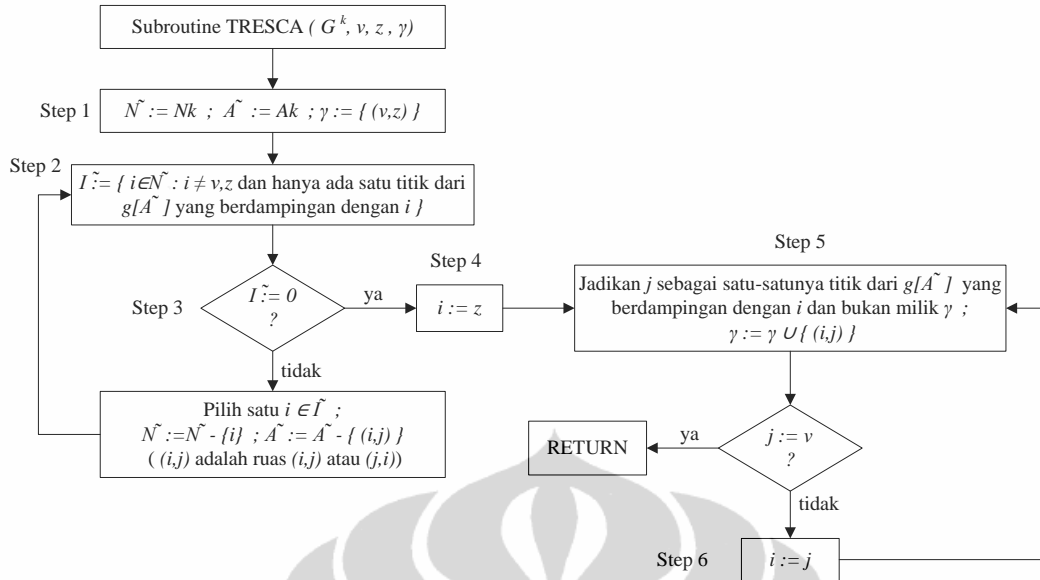 Subroutine TRESCA ( G^k, v, z , γ)
Step 1
N˜ := Nk ; A˜ := Ak ; γ := { (v,z) }
Step 2
I˜:= { i∈N˜ : i ≠ v,z dan hanya ada satu titik dari
g[A˜ ] yang berdampingan dengan i }
Step 3
I˜:= 0
?
ya
tidak
Pilih satu i ∈ I˜ ;
N˜ :=N˜ - {i} ; A˜ := A˜ - { (i,j) }
( (i,j) adalah ruas (i,j) atau (j,i))
Step 4
i := z
Step 5
Jadikan j sebagai satu-satunya titik dari g[A˜ ] yang
berdampingan dengan i dan bukan milik γ ;
γ := γ ∪ { (i,j) }
j := v
?
ya
RETURN
tidak
Step 6
i := j